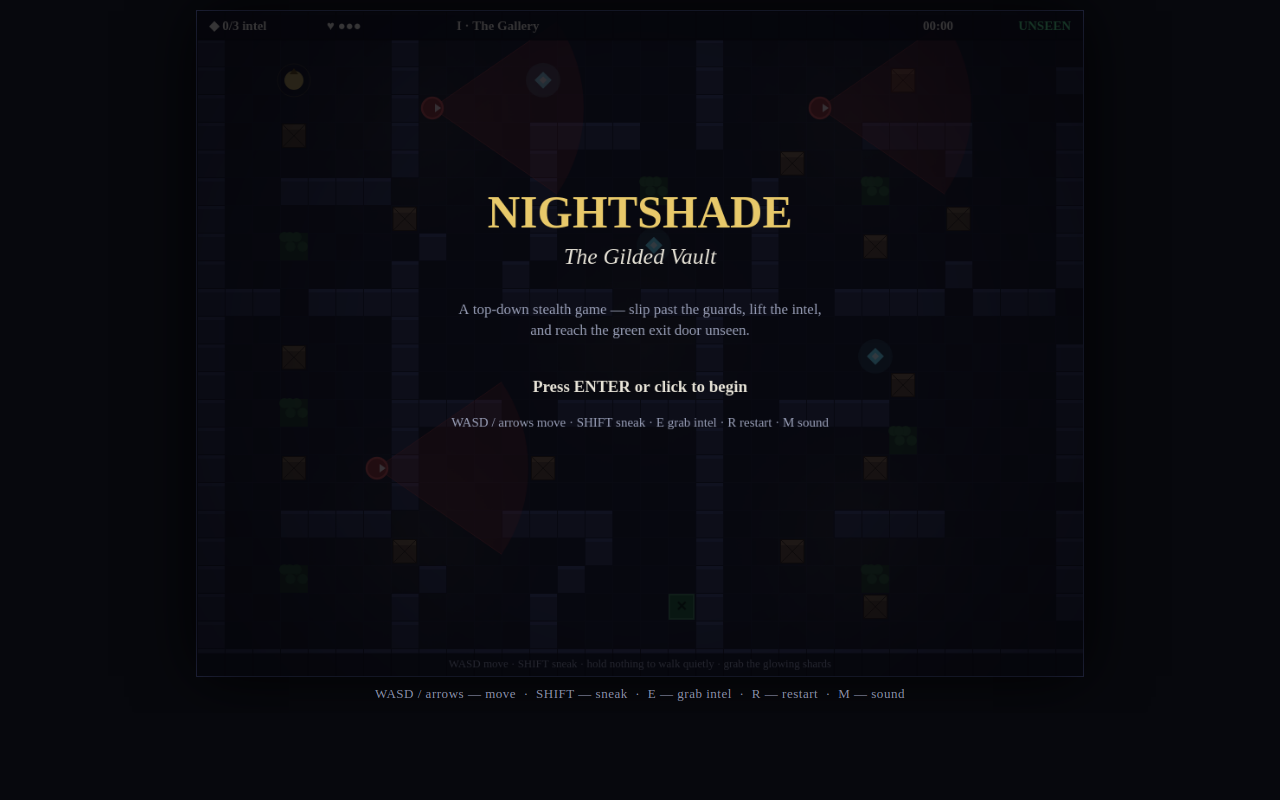 ◆ 0/3 intel ♥ ●●● I · The Gallery 00:00 UNSEEN
NIGHTSHADE
The Gilded Vault
A top-down stealth game — slip past the guards, lift the intel,
and reach the green exit door unseen.
Press ENTER or click to begin
WASD / arrows move · SHIFT sneak · E grab intel · R restart · M sound
WASD move · SHIFT sneak · hold nothing to walk quietly · grab the glowing shards
WASD / arrows — move · SHIFT — sneak · E — grab intel · R — restart · M — sound